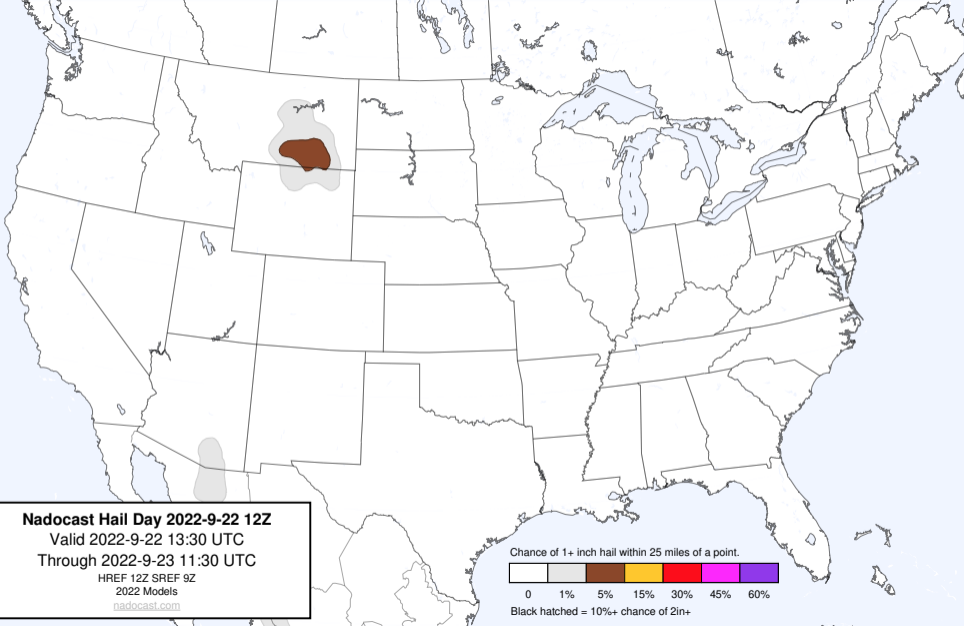 Nadocast Hail Day 2022-9-22 12Z
Valid 2022-9-22 13:30 UTC
Through 2022-9-23 11:30 UTC
HREF 12Z SREF 9Z
2022 Models
nadocast.com
Chance of 1+ inch hail within 25 miles of a point.
0 1% 5% 15% 30% 45% 60%
Black hatched = 10%+ chance of 2in+